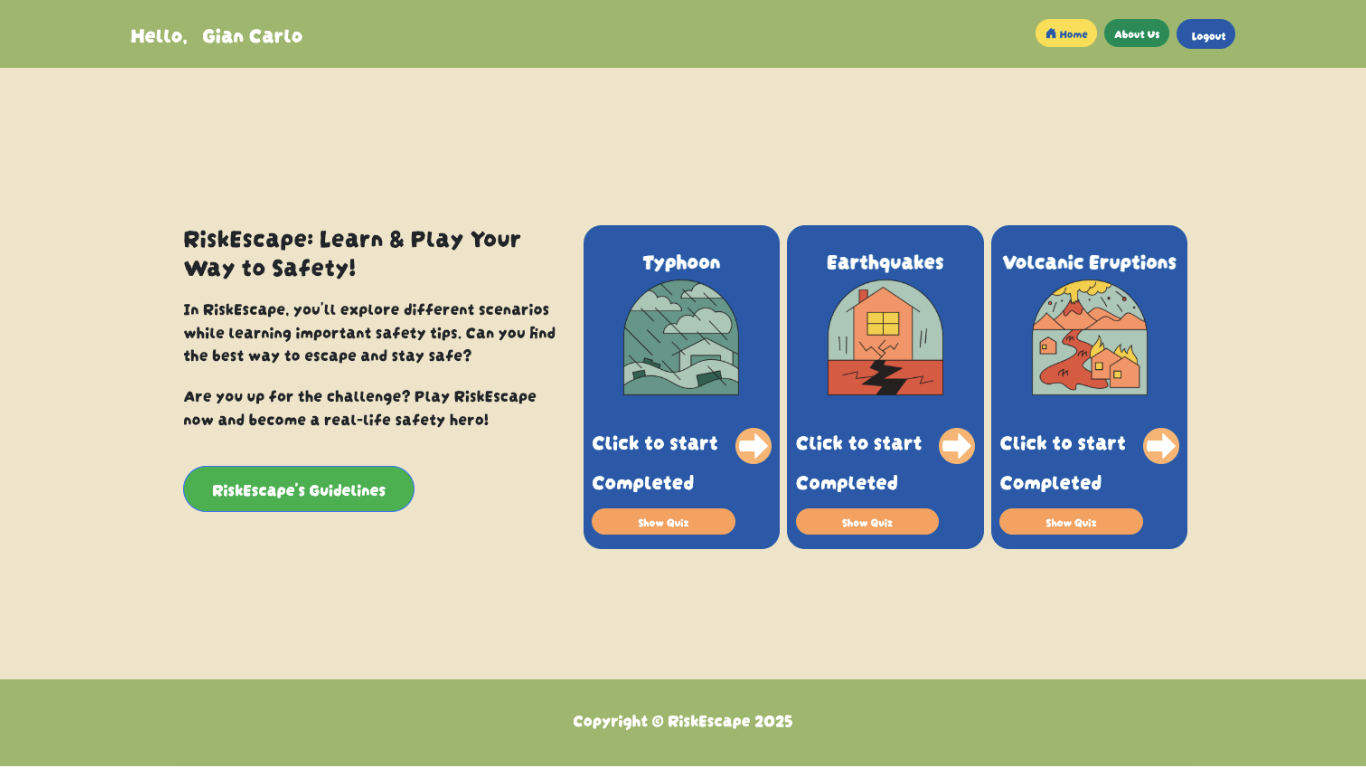 Hello, Gian Carlo
Home
About Us
Logout
RiskEscape: Learn & Play Your
Way to Safety!
In RiskEscape, you'll explore different scenarios
while learning important safety tips. Can you find
the best way to escape and stay safe?
Are you up for the challenge? Play RiskEscape
now and become a real-life safety hero!
RiskEscape's Guidelines
Typhoon
Click to start
Completed
Show Quiz
Earthquakes
Click to start
Completed
Show Quiz
Volcanic Eruptions
Click to start
Completed
Show Quiz
Copyright © RiskEscape 2025